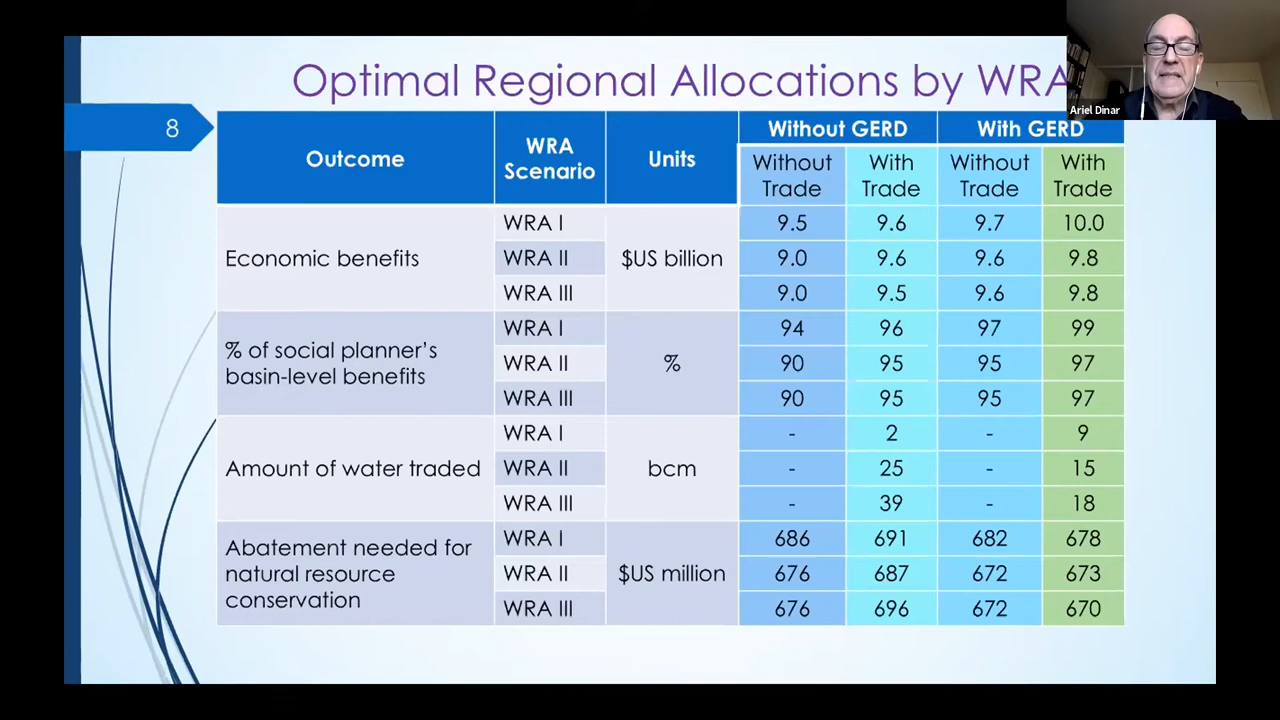 Optimal Regional Allocations by WRA
Ariel Dinar
8
Outcome
WRA
Scenario
Units
Without GERD
With GERD
Without
Trade
With
Trade
Without
Trade
With
Trade
Economic benefits
$US billion
WRA I 9.5 9.6 9.7 10.0
WRA II 9.0 9.6 9.6 9.8
WRA III 9.0 9.5 9.6 9.8
% of social planner's
basin-level benefits
%
WRA I 94 96 97 99
WRA II 90 95 95 97
WRA III 90 95 95 97
Amount of water traded
bcm
WRA I - 2 - 9
WRA II - 25 - 15
WRA III - 39 - 18
Abatement needed for
natural resource
conservation
$US million
WRA I 686 691 682 678
WRA II 676 687 672 673
WRA III 676 696 672 670